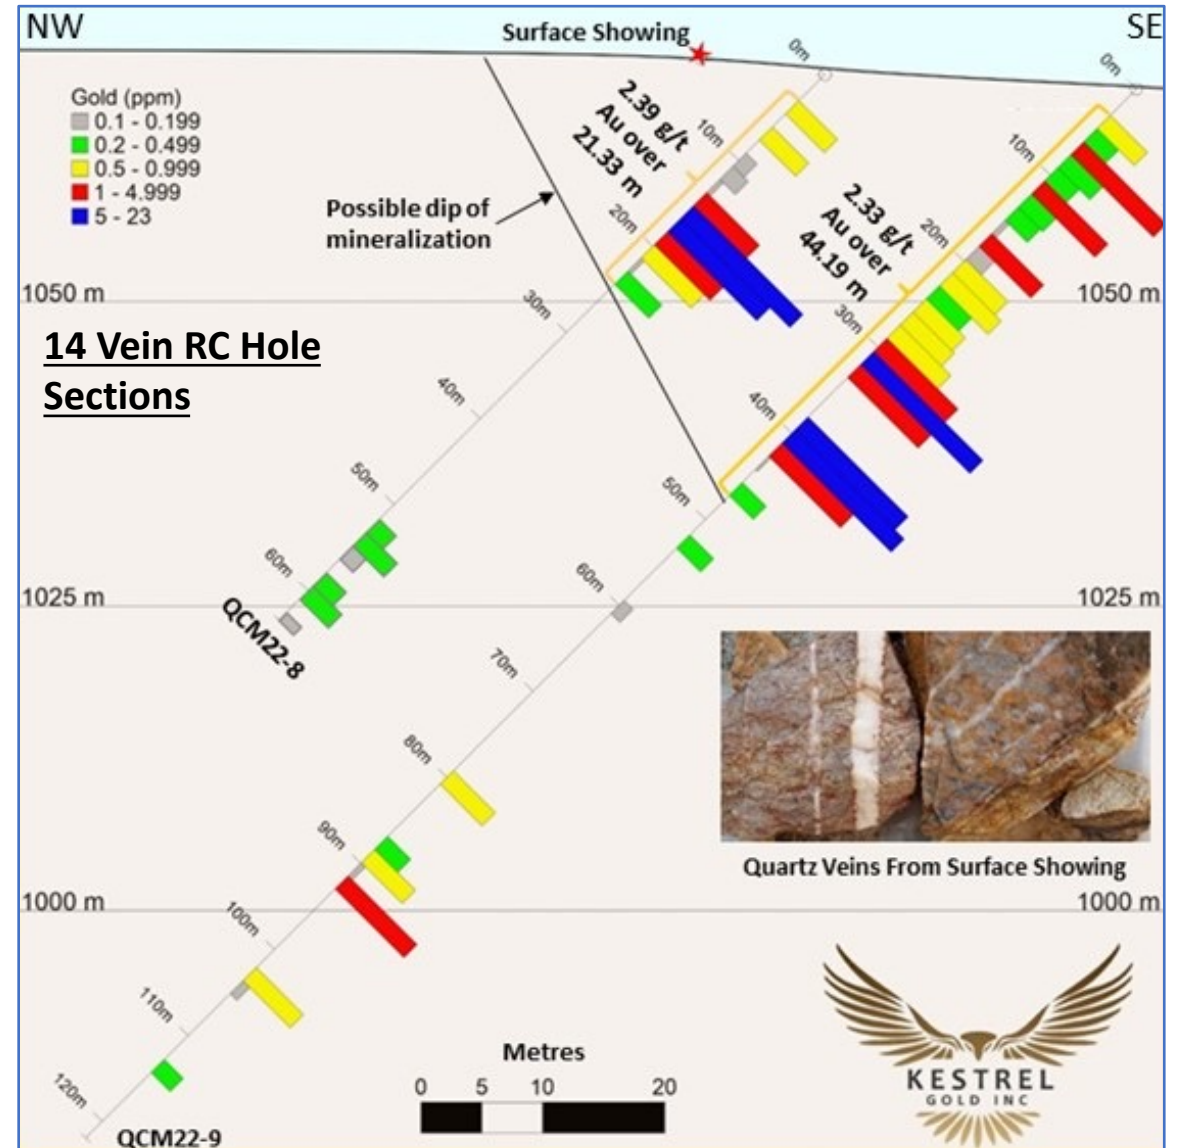 NW
Surface Showing
SE
Gold (ppm)
0.1 - 0.199
0.2 - 0.499
0.5 - 0.999
1 - 4.999
5 - 23
Possible dip of
mineralization
2.39 g/t
Au over
21.33 m
2.33 g/t
Au over
44.19 m
0m
10m
20m
30m
40m
50m
60m
QCM22-8
0m
10m
20m
30m
40m
50m
60m
70m
80m
90m
100m
110m
120m
QCM22-9
1050 m
1050 m
14 Vein RC Hole
Sections
1025 m
1025 m
Quartz Veins From Surface Showing
1000 m
1000 m
Metres
0 5 10 20
KESTREL
GOLD INC